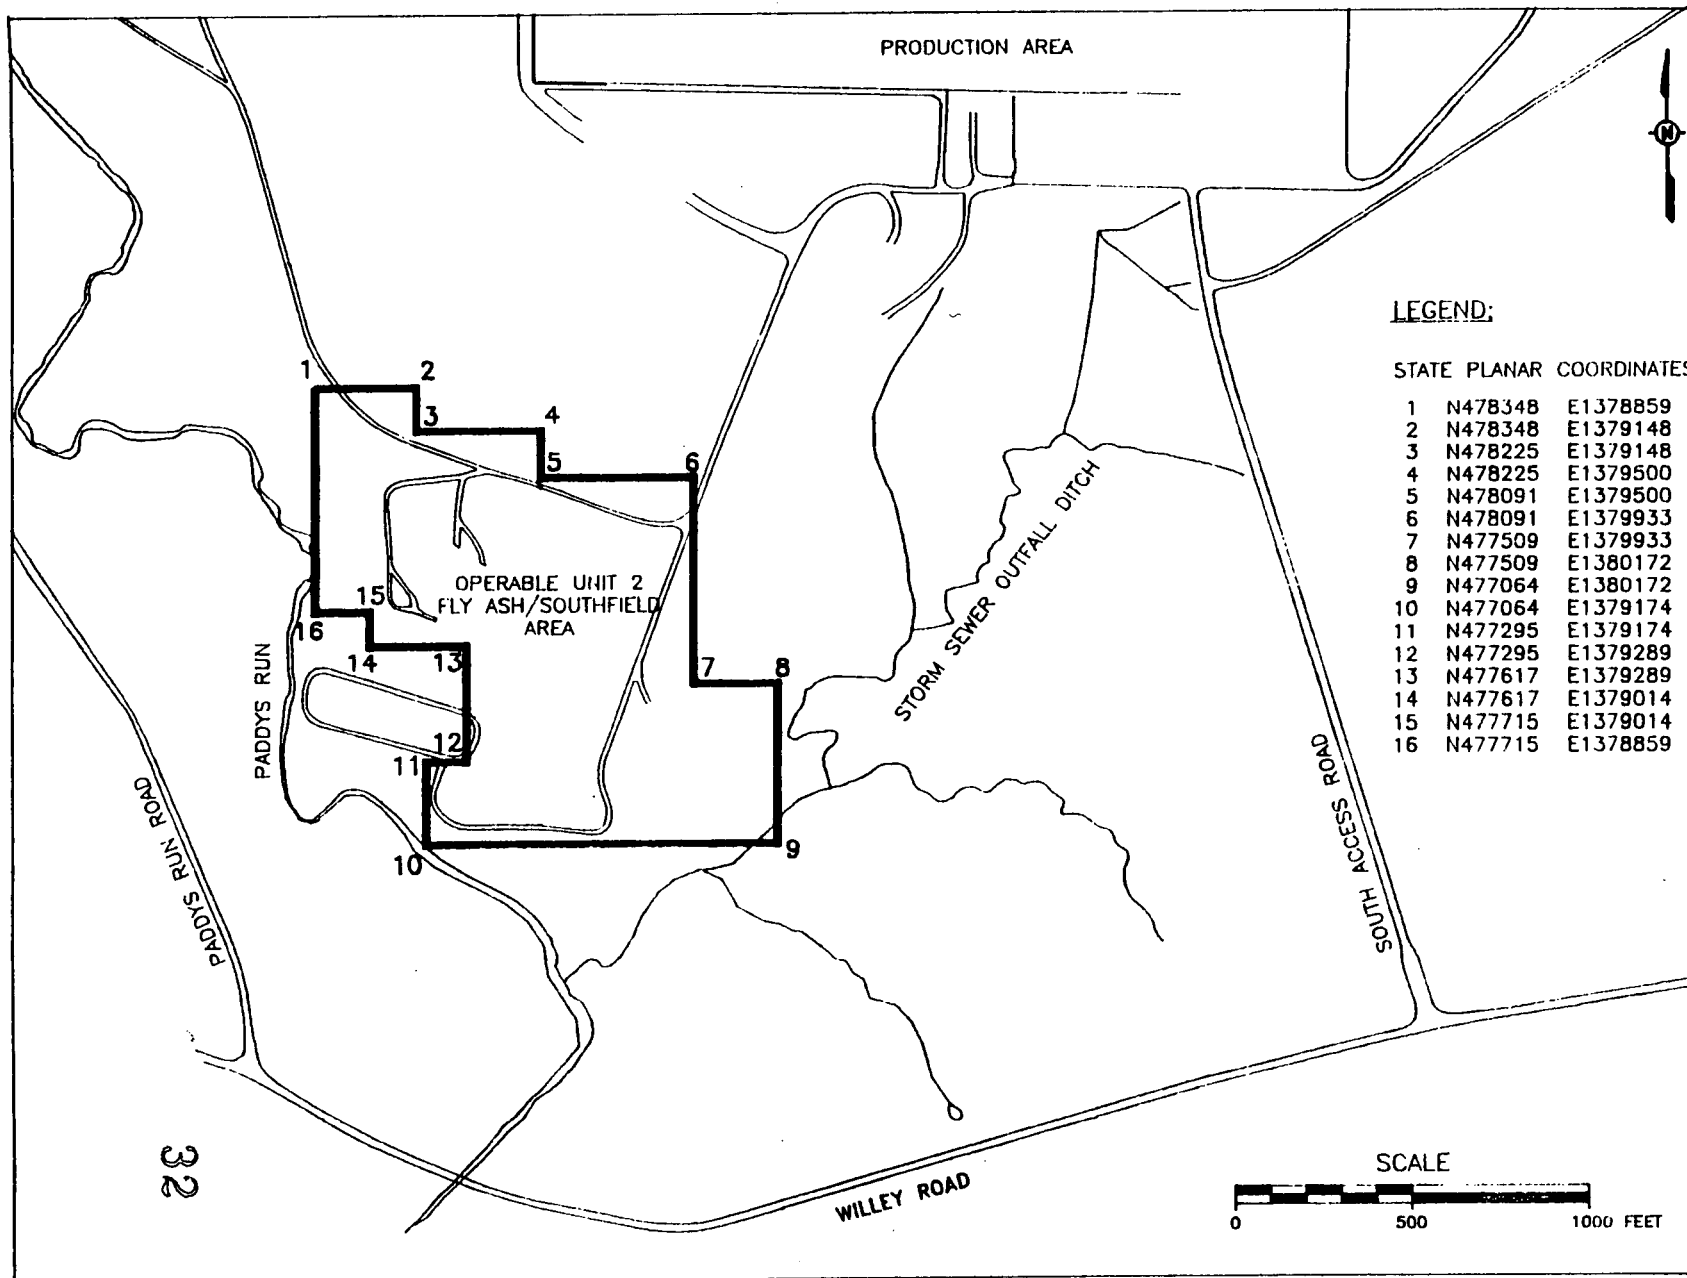 PRODUCTION AREA
N
LEGEND:
STATE PLANAR COORDINATES
1 N478348 E1378859
2 N478348 E1379148
3 N478225 E1379148
4 N478225 E1379500
5 N478091 E1379500
6 N478091 E1379933
7 N477509 E1379933
8 N477509 E1380172
9 N477064 E1380172
10 N477064 E1379174
11 N477295 E1379174
12 N477295 E1379289
13 N477617 E1379289
14 N477617 E1379014
15 N477715 E1379014
16 N477715 E1378859
1
2
3
4
5
6
OPERABLE UNIT 2
FLY ASH/SOUTHFIELD
AREA
15
16
14
13
7
8
12
11
10
9
PADDYS RUN
STORM SEWER OUTFALL DITCH
PADDYS RUN ROAD
SOUTH ACCESS ROAD
WILLEY ROAD
32
SCALE
0 500 1000 FEET